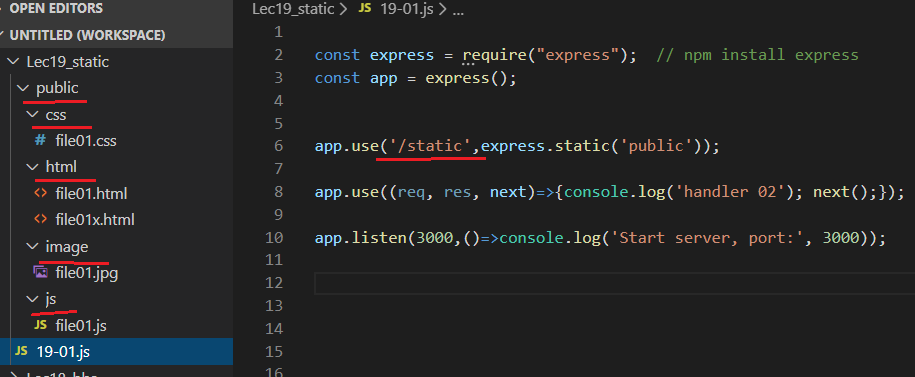 OPEN EDITORS
UNTITLED (WORKSPACE)
Lec19_static
public
css
# file01.css
html
<> file01.html
<> file01x.html
image
file01.jpg
js
JS file01.js
JS 19-01.js
Lec19_static > JS 19-01.js > ...
1
2 const express = require("express"); // npm install express
3 const app = express();
4
5
6 app.use('/static',express.static('public'));
7
8 app.use((req, res, next)=>{console.log('handler 02'); next();});
9
10 app.listen(3000,()=>console.log('Start server, port:', 3000));
11
12
13
14
15
16